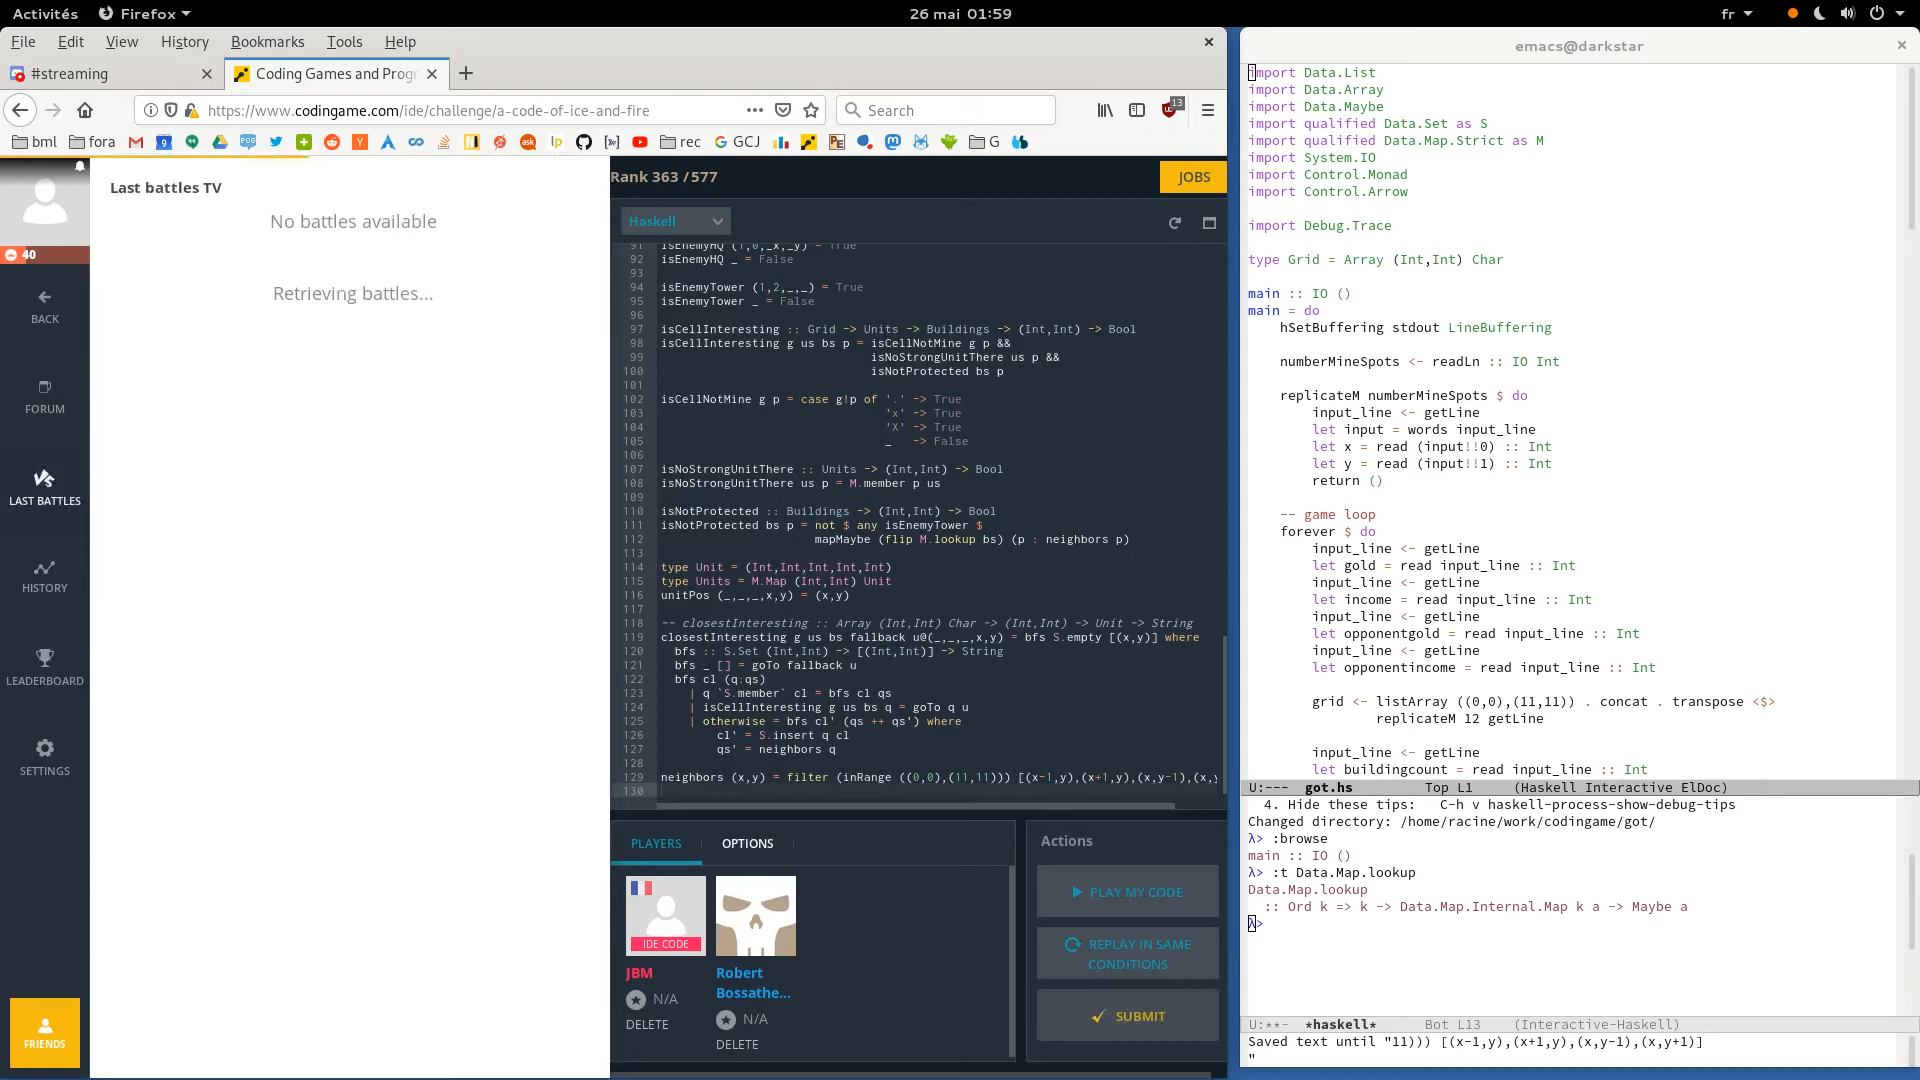 Activités
Firefox
26 mai 01:59
fr
File Edit View History Bookmarks Tools Help
#streaming
Coding Games and Progr
https://www.codingame.com/ide/challenge/a-code-of-ice-and-fire
Search
13
bml
fora
rec
GCJ
G
40
BACK
FORUM
LAST BATTLES
HISTORY
LEADERBOARD
SETTINGS
FRIENDS
Last battles TV
No battles available
Retrieving battles...
Rank 363 / 577
JOBS
Haskell
91 isEnemyHQ (1,0,_x,_y) = True
92 isEnemyHQ _ = False
93
94 isEnemyTower (1,2,_,_) = True
95 isEnemyTower _ = False
96
97 isCellInteresting :: Grid -> Units -> Buildings -> (Int,Int) -> Bool
98 isCellInteresting g us bs p = isCellNotMine g p &&
99 isNoStrongUnitThere us p &&
100 isNotProtected bs p
101
102 isCellNotMine g p = case g!p of '.' -> True
103 'x' -> True
104 'X' -> True
105 _ -> False
106
107 isNoStrongUnitThere :: Units -> (Int,Int) -> Bool
108 isNoStrongUnitThere us p = M.member p us
109
110 isNotProtected :: Buildings -> (Int,Int) -> Bool
111 isNotProtected bs p = not $ any isEnemyTower $
112 mapMaybe (flip M.lookup bs) (p : neighbors p)
113
114 type Unit = (Int,Int,Int,Int,Int)
115 type Units = M.Map (Int,Int) Unit
116 unitPos (_,_,_,x,y) = (x,y)
117
118 -- closestInteresting :: Array (Int,Int) Char -> (Int,Int) -> Unit -> String
119 closestInteresting g us bs fallback u@(_,_,_,x,y) = bfs S.empty [(x,y)] where
120 bfs :: S.Set (Int,Int) -> [(Int,Int)] -> String
121 bfs _ [] = goTo fallback u
122 bfs cl (q:qs)
123 | q `S.member` cl = bfs cl qs
124 | isCellInteresting g us bs q = goTo q u
125 | otherwise = bfs cl' (qs ++ qs') where
126 cl' = S.insert q cl
127 qs' = neighbors q
128
129 neighbors (x,y) = filter (inRange ((0,0),(11,11))) [(x-1,y),(x+1,y),(x,y-1),(x,y
130
PLAYERS
OPTIONS
IDE CODE
JBM
N/A
DELETE
Robert
Bossathe...
N/A
DELETE
Actions
PLAY MY CODE
REPLAY IN SAME
CONDITIONS
SUBMIT
emacs@darkstar
import Data.List
import Data.Array
import Data.Maybe
import qualified Data.Set as S
import qualified Data.Map.Strict as M
import System.IO
import Control.Monad
import Control.Arrow
import Debug.Trace
type Grid = Array (Int,Int) Char
main :: IO ()
main = do
hSetBuffering stdout LineBuffering
numberMineSpots <- readLn :: IO Int
replicateM numberMineSpots $ do
input_line <- getLine
let input = words input_line
let x = read (input!!0) :: Int
let y = read (input!!1) :: Int
return ()
-- game loop
forever $ do
input_line <- getLine
let gold = read input_line :: Int
input_line <- getLine
let income = read input_line :: Int
input_line <- getLine
let opponentgold = read input_line :: Int
input_line <- getLine
let opponentincome = read input_line :: Int
grid <- listArray ((0,0),(11,11)) . concat . transpose <$>
replicateM 12 getLine
input_line <- getLine
let buildingcount = read input_line :: Int
U:--- got.hs Top L1 (Haskell Interactive ElDoc)
4. Hide these tips: C-h v haskell-process-show-debug-tips
Changed directory: /home/racine/work/codingame/got/
λ> :browse
main :: IO ()
λ> :t Data.Map.lookup
Data.Map.lookup
:: Ord k => k -> Data.Map.Internal.Map k a -> Maybe a
λ>
U:**- *haskell* Bot L13 (Interactive-Haskell)
Saved text until "11))) [(x-1,y),(x+1,y),(x,y-1),(x,y+1)]
"